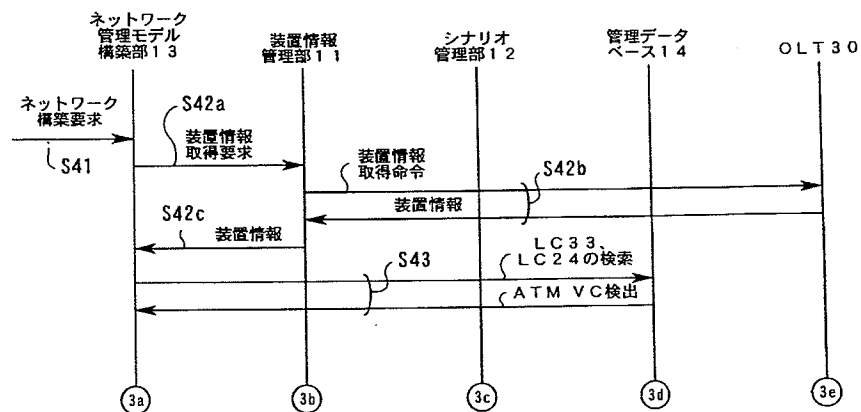 ネットワーク
管理モデル
構築部13
装置情報
管理部11
シナリオ
管理部12
管理データ
ベース14
OLT30
ネットワーク
構築要求
S41
S42a
装置情報
取得要求
装置情報
取得命令
S42b
装置情報
S42c
装置情報
LC33、
LC24の検索
S43
ATM VC検出
3a
3b
3c
3d
3e